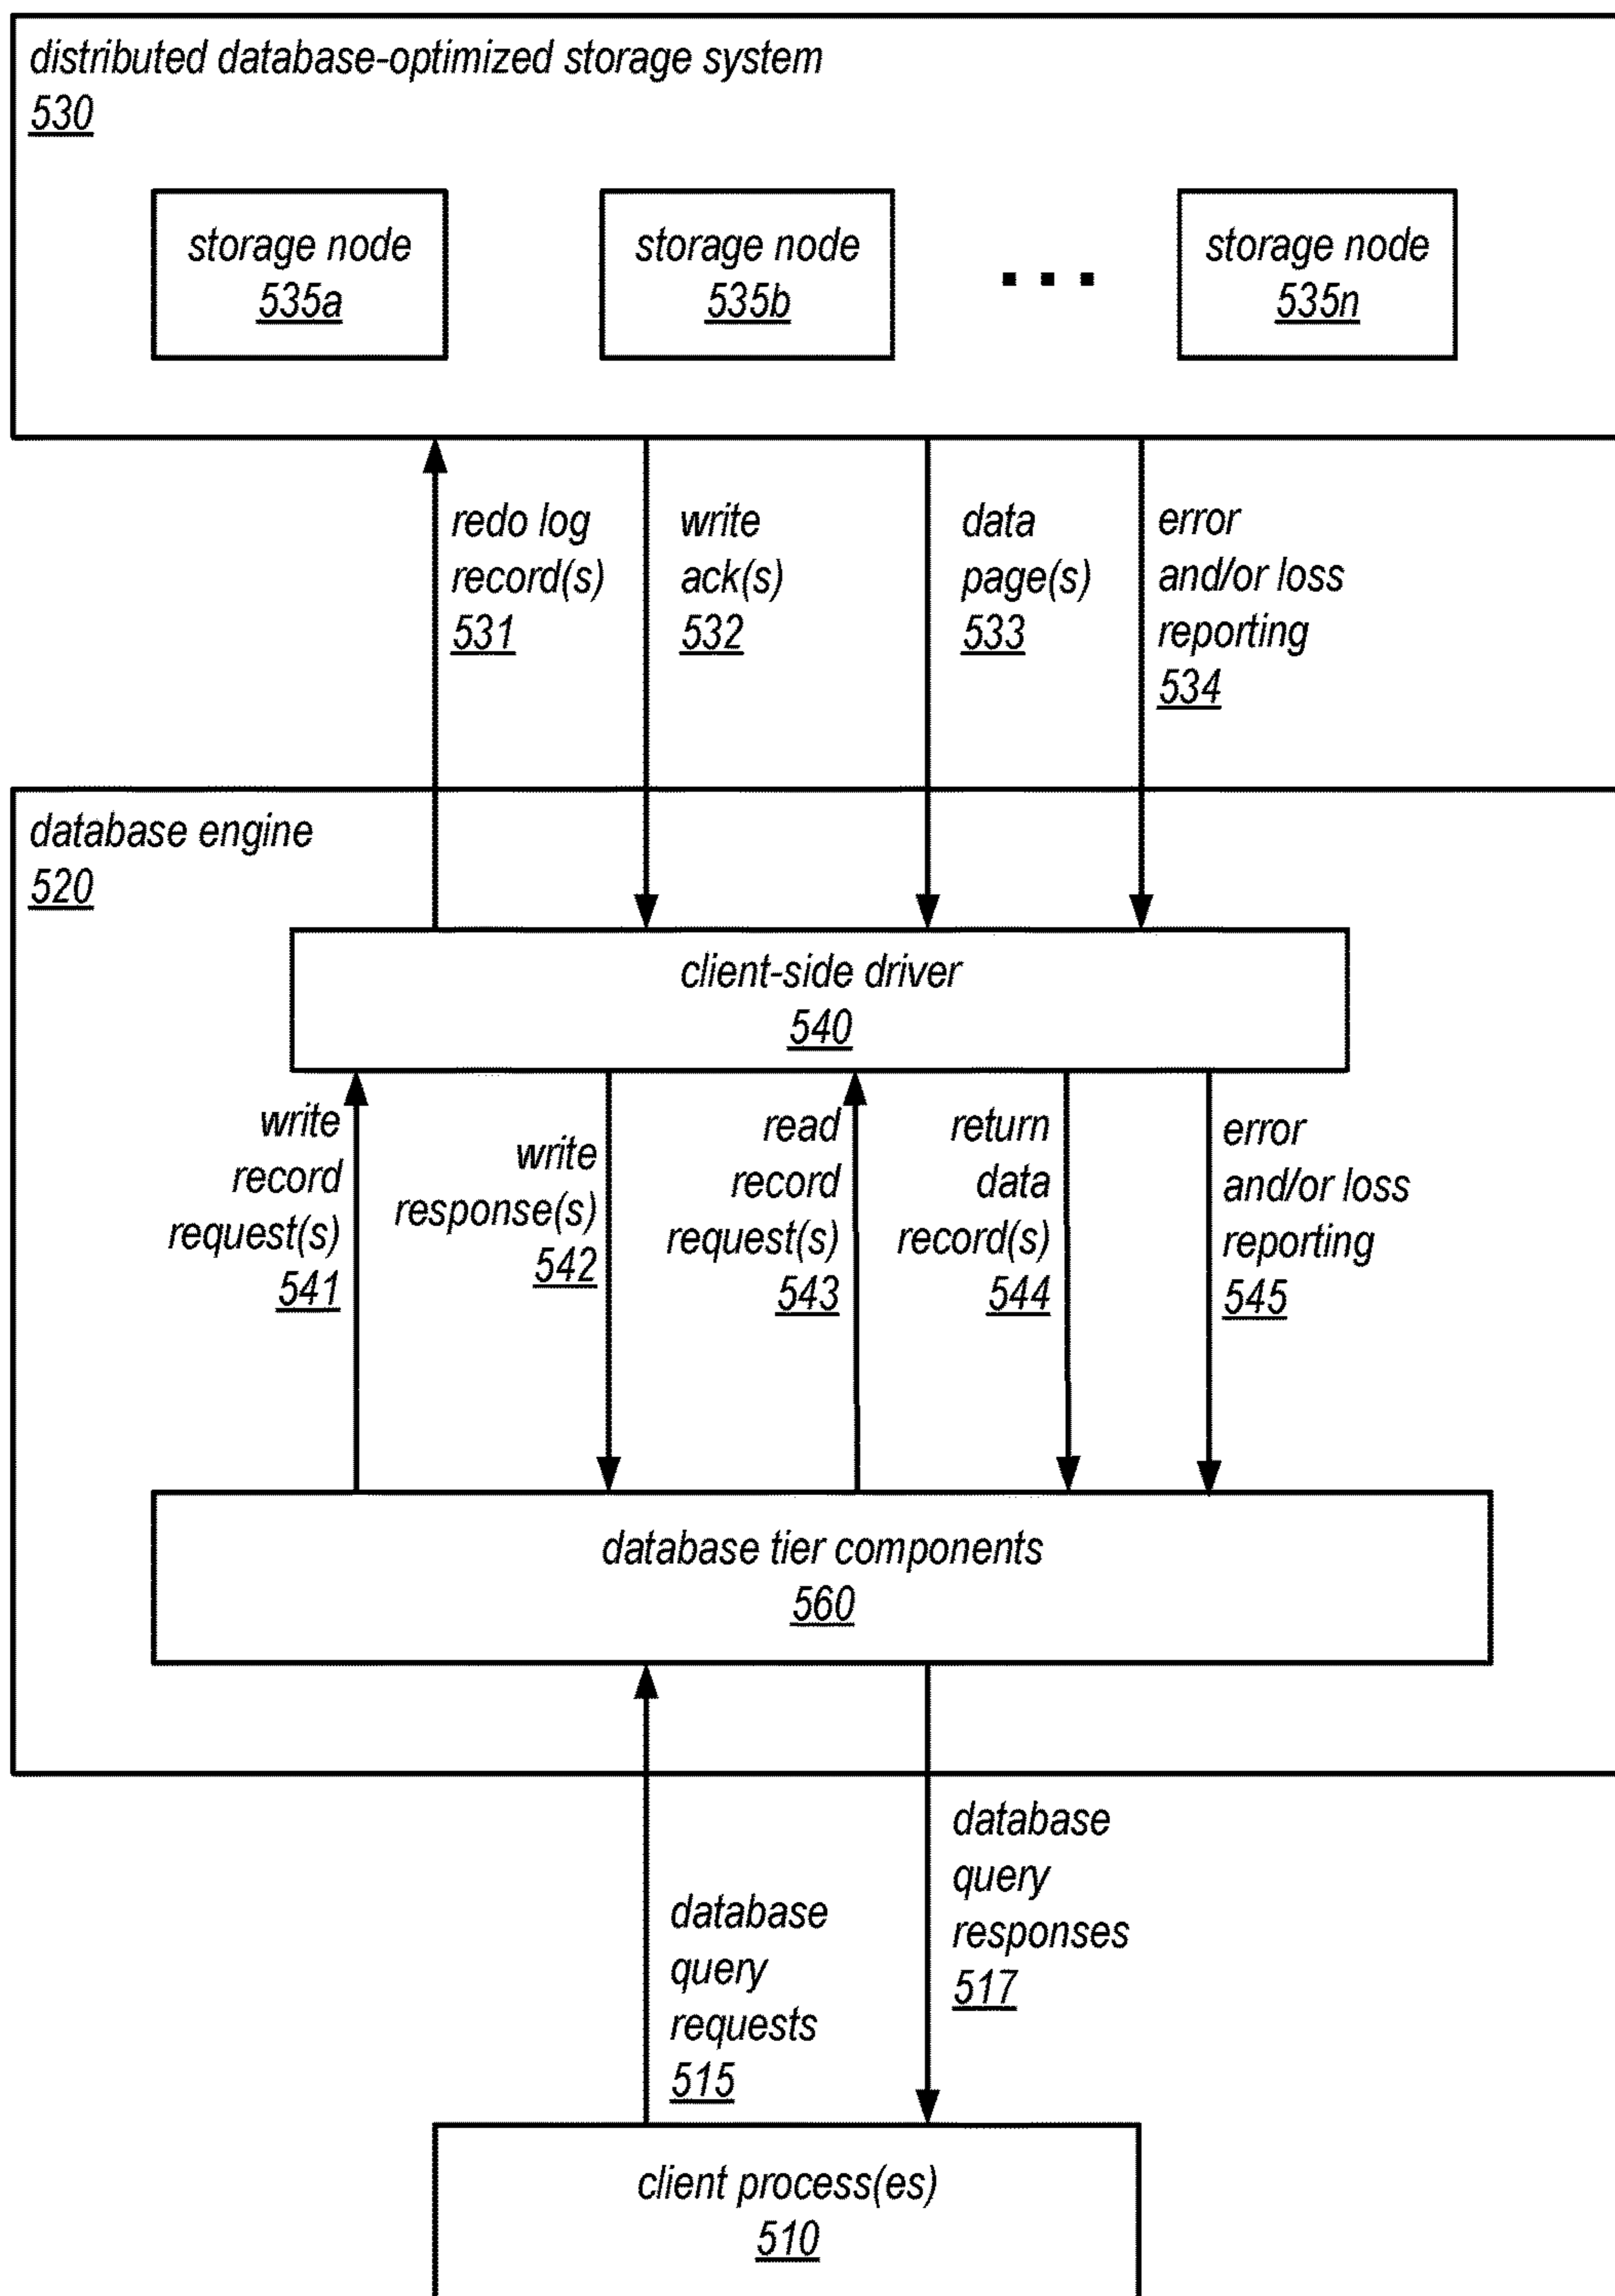 distributed database-optimized storage system
530
storage node
535a
storage node
535b
storage node
535n
redo log
record(s)
531
write
ack(s)
532
data
page(s)
533
error
and/or loss
reporting
534
database engine
520
client-side driver
540
write
record
request(s)
541
write
response(s)
542
read
record
request(s)
543
return
data
record(s)
544
error
and/or loss
reporting
545
database tier components
560
database
query
requests
515
database
query
responses
517
client process(es)
510